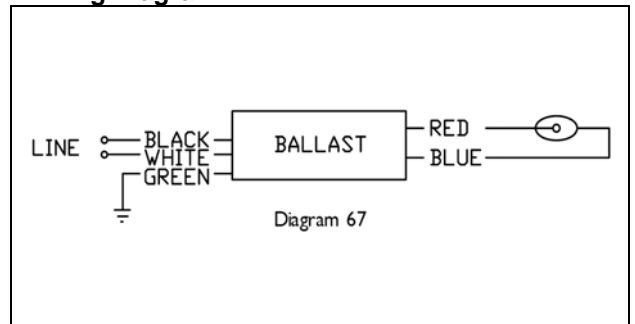 LINE
BLACK
WHITE
GREEN
BALLAST
RED
BLUE
Diagram 67